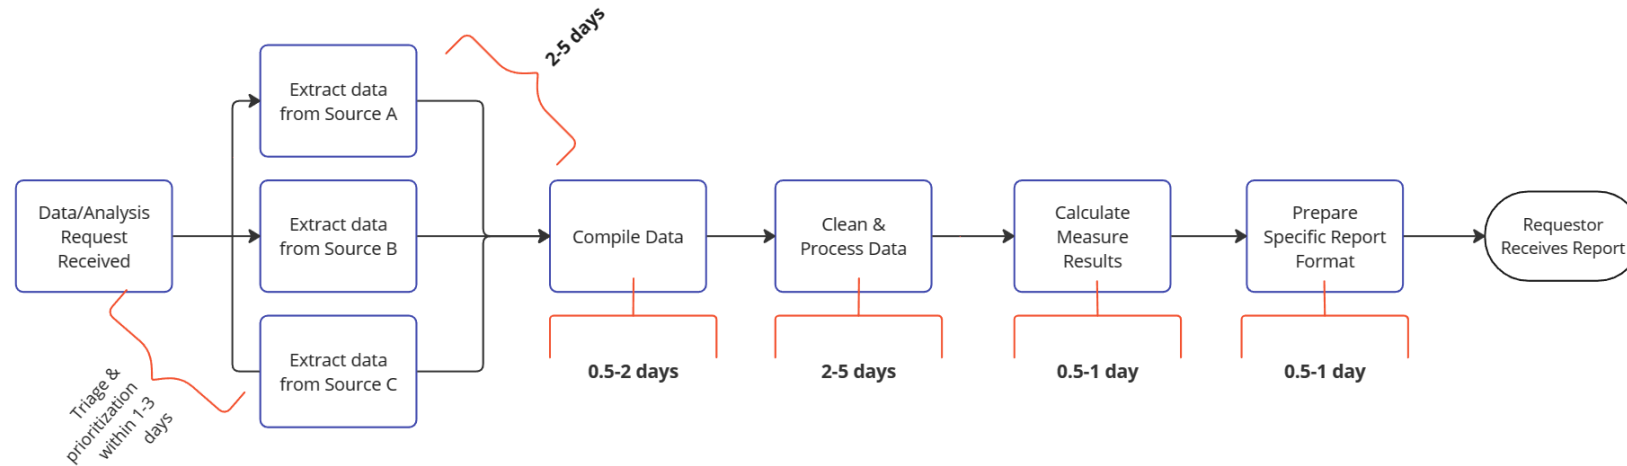 2-5 days
Extract data
from Source A
Data/Analysis
Request
Received
Extract data
from Source B
Compile Data
Clean &
Process Data
Calculate
Measure
Results
Prepare
Specific Report
Format
Requestor
Receives Report
Extract data
from Source C
Triage &
prioritization
within 1-3
days
0.5-2 days
2-5 days
0.5-1 day
0.5-1 day